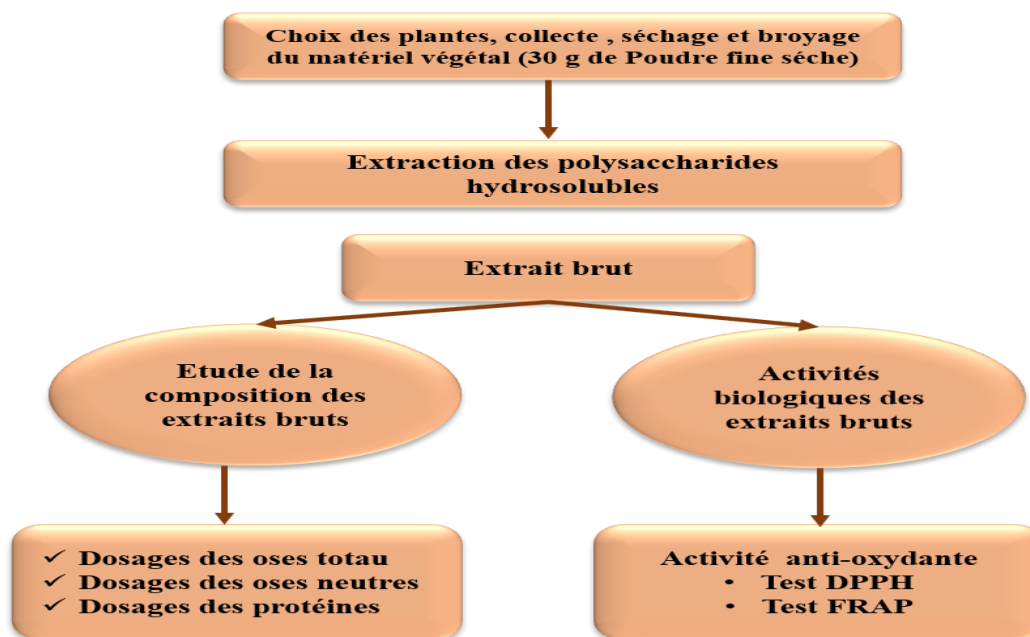 Choix des plantes, collecte , séchage et broyage
du matériel végétal (30 g de Poudre fine séche)
Extraction des polysaccharides
hydrosolubles
Extrait brut
Etude de la
composition des
extraits bruts
Activités
biologiques des
extraits bruts
✓ Dosages des oses totau
✓ Dosages des oses neutres
✓ Dosages des protéines
Activité anti-oxydante
• Test DPPH
• Test FRAP